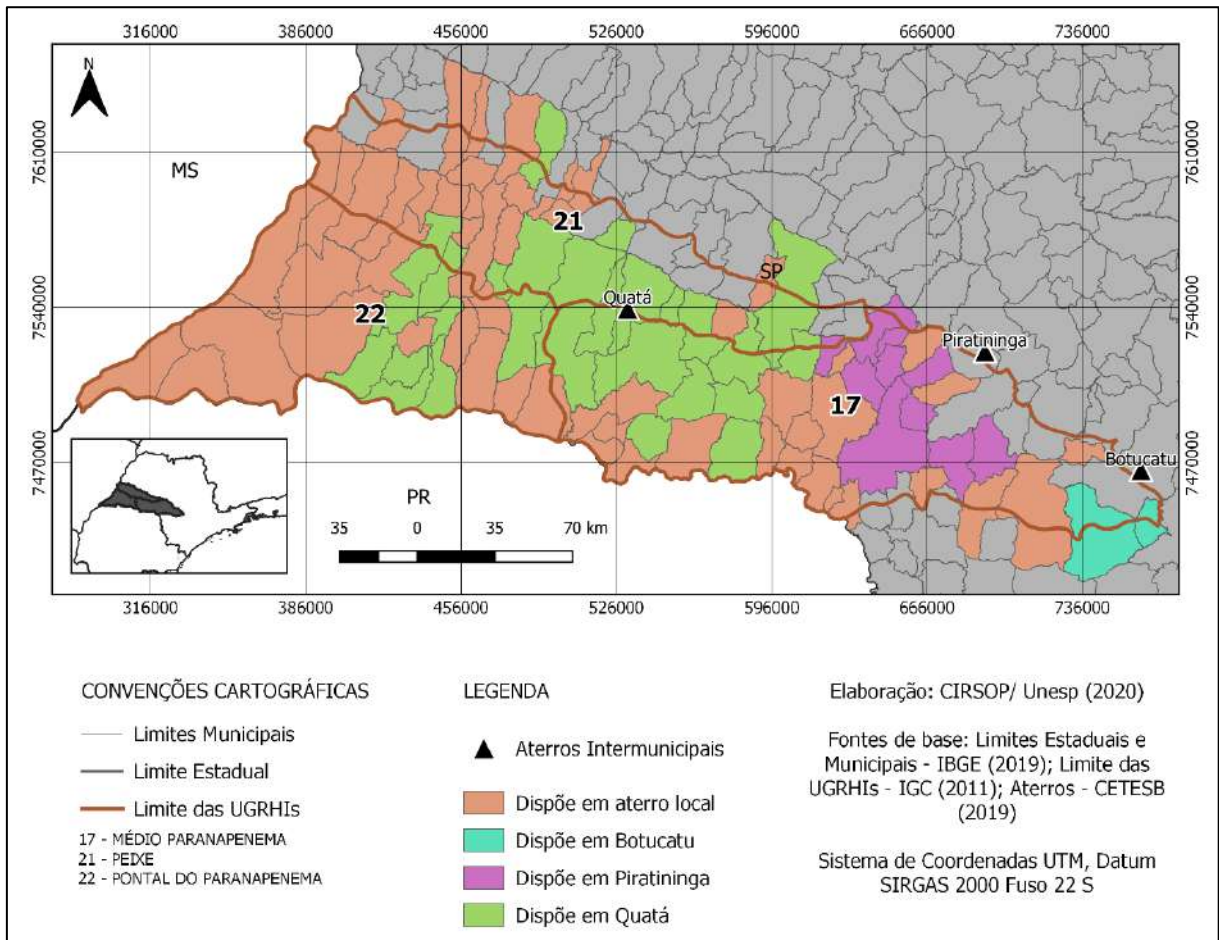 316000 386000 456000 526000 596000 666000 736000
N
7610000 7610000
MS
21
SP
22
Quatá
7540000 7540000
Piratininga
17
7470000 7470000
Botucatu
PR
35 0 35 70 km
316000 386000 456000 526000 596000 666000 736000
CONVENÇÕES CARTOGRÁFICAS
Limites Municipais
Limite Estadual
Limite das UGRHIs
17 - MÉDIO PARANAPENEMA
21 - PEIXE
22 - PONTAL DO PARANAPENEMA
LEGENDA
Aterros Intermunicipais
Dispõe em aterro local
Dispõe em Botucatu
Dispõe em Piratininga
Dispõe em Quatá
Elaboração: CIRSOP/ Unesp (2020)
Fontes de base: Limites Estaduais e
Municipais - IBGE (2019); Limite das
UGRHIs - IGC (2011); Aterros - CETESB
(2019)
Sistema de Coordenadas UTM, Datum
SIRGAS 2000 Fuso 22 S